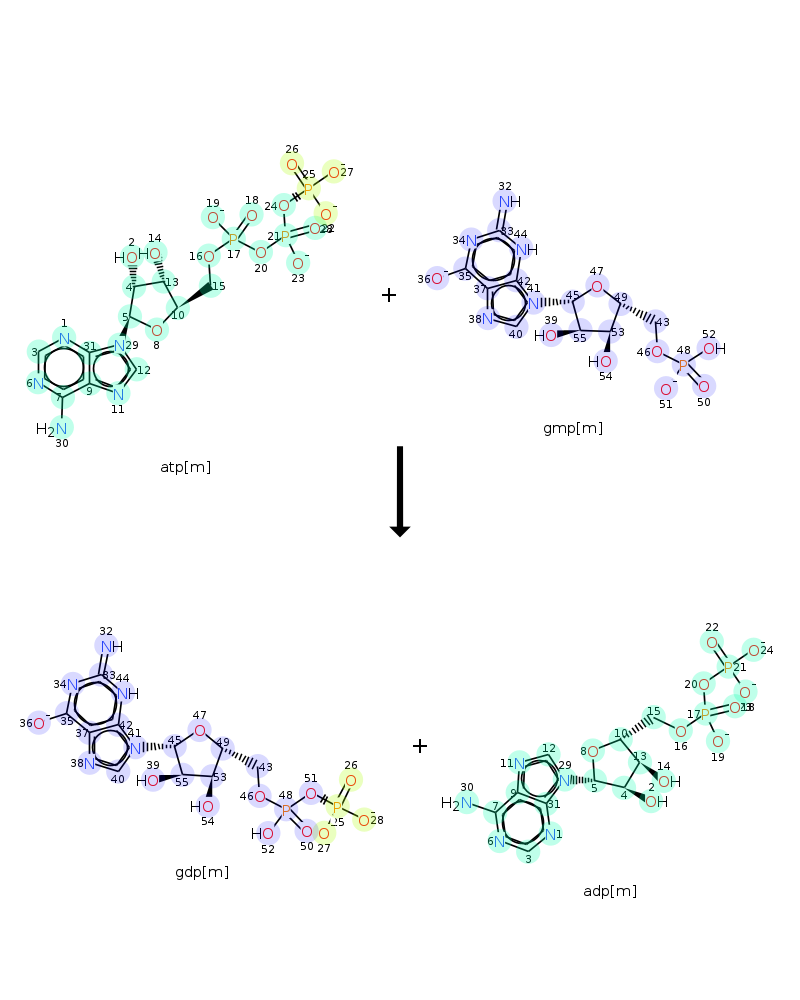 26
25
O
O⁻
27
P
24
O
O⁻
22
19
18
O⁻
O
21
P
O
2
14
HO
HO
16
O
P
17
O
20
O⁻
23
4
13
15
5
10
1
N
31
N
29
O
8
3
12
6
N
7
9
N
11
H₂N
30
atp[m]
+
32
NH
34
N
33
44
NH
36
O⁻
35
37
42
41
N
47
O
45
49
43
38
N
40
39
HO
55
53
46
O
48
P
52
OH
HO
54
O⁻
51
O
50
gmp[m]
32
NH
34
N
33
44
NH
36
O⁻
35
37
42
41
N
47
O
45
49
43
38
N
40
39
HO
55
53
46
O
48
P
51
O
26
O
25
P
O⁻
28
HO
54
HO
52
O
50
O⁻
27
gdp[m]
+
22
O
O⁻
24
P
21
20
O
O⁻
15
17
P
O
10
O
16
O⁻
19
8
O
13
12
11
N
N
29
5
4
14
OH
2
OH
30
H₂N
7
9
31
6
N
N
1
3
adp[m]